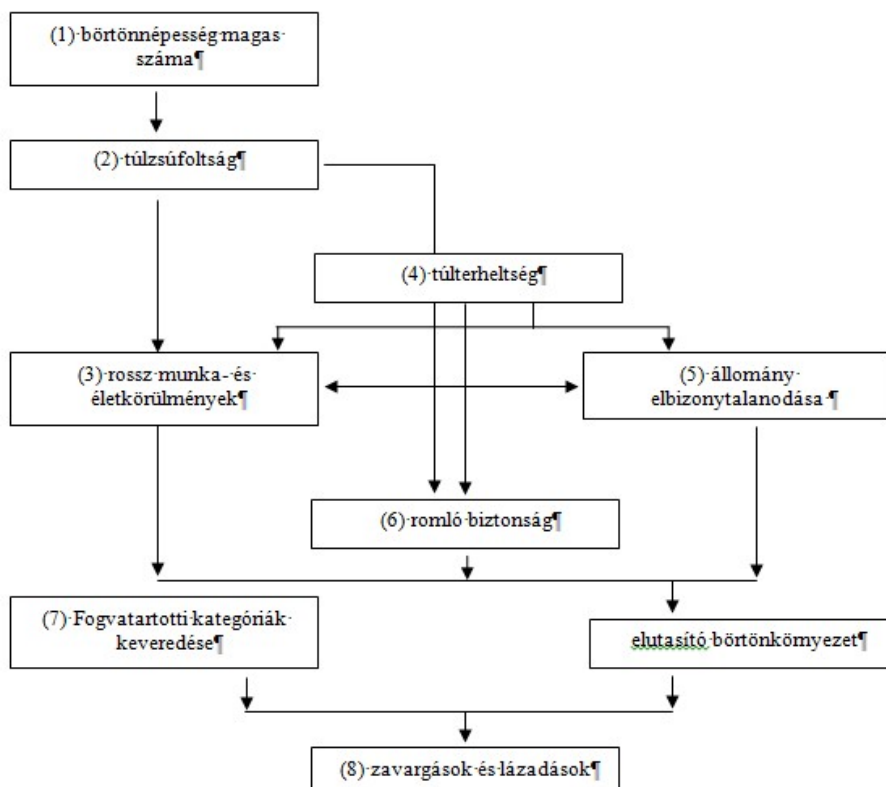 (1)·börtönnépesség·magas·
száma¶
(2)·túlzsúfoltság¶
(4)·túlterheltség¶
(3)·rossz·munka-·és·
életkörülmények¶
(5)·állomány·
elbizonytalanodása·¶
(6)·romló·biztonság¶
(7)·Fogvatartotti·kategóriák·
keveredése¶
elutasító·börtönkörnyezet¶
(8)·zavargások·és·lázadások¶